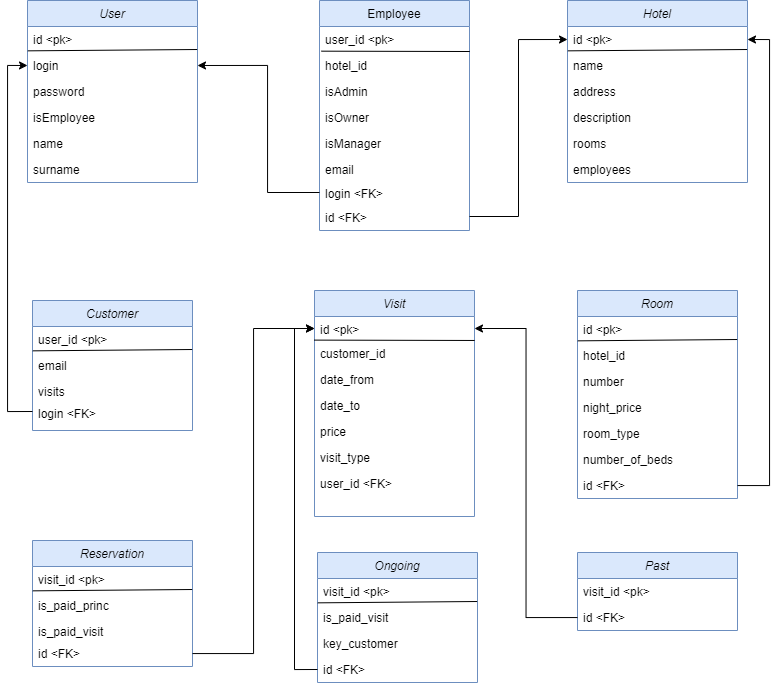 User
id <pk>
login
password
isEmployee
name
surname
Employee
user_id <pk>
hotel_id
isAdmin
isOwner
isManager
email
login <FK>
id <FK>
Hotel
id <pk>
name
address
description
rooms
employees
Customer
user_id <pk>
email
visits
login <FK>
Visit
id <pk>
customer_id
date_from
date_to
price
visit_type
user_id <FK>
Room
id <pk>
hotel_id
number
night_price
room_type
number_of_beds
id <FK>
Reservation
visit_id <pk>
is_paid_princ
is_paid_visit
id <FK>
Ongoing
visit_id <pk>
is_paid_visit
key_customer
id <FK>
Past
visit_id <pk>
id <FK>